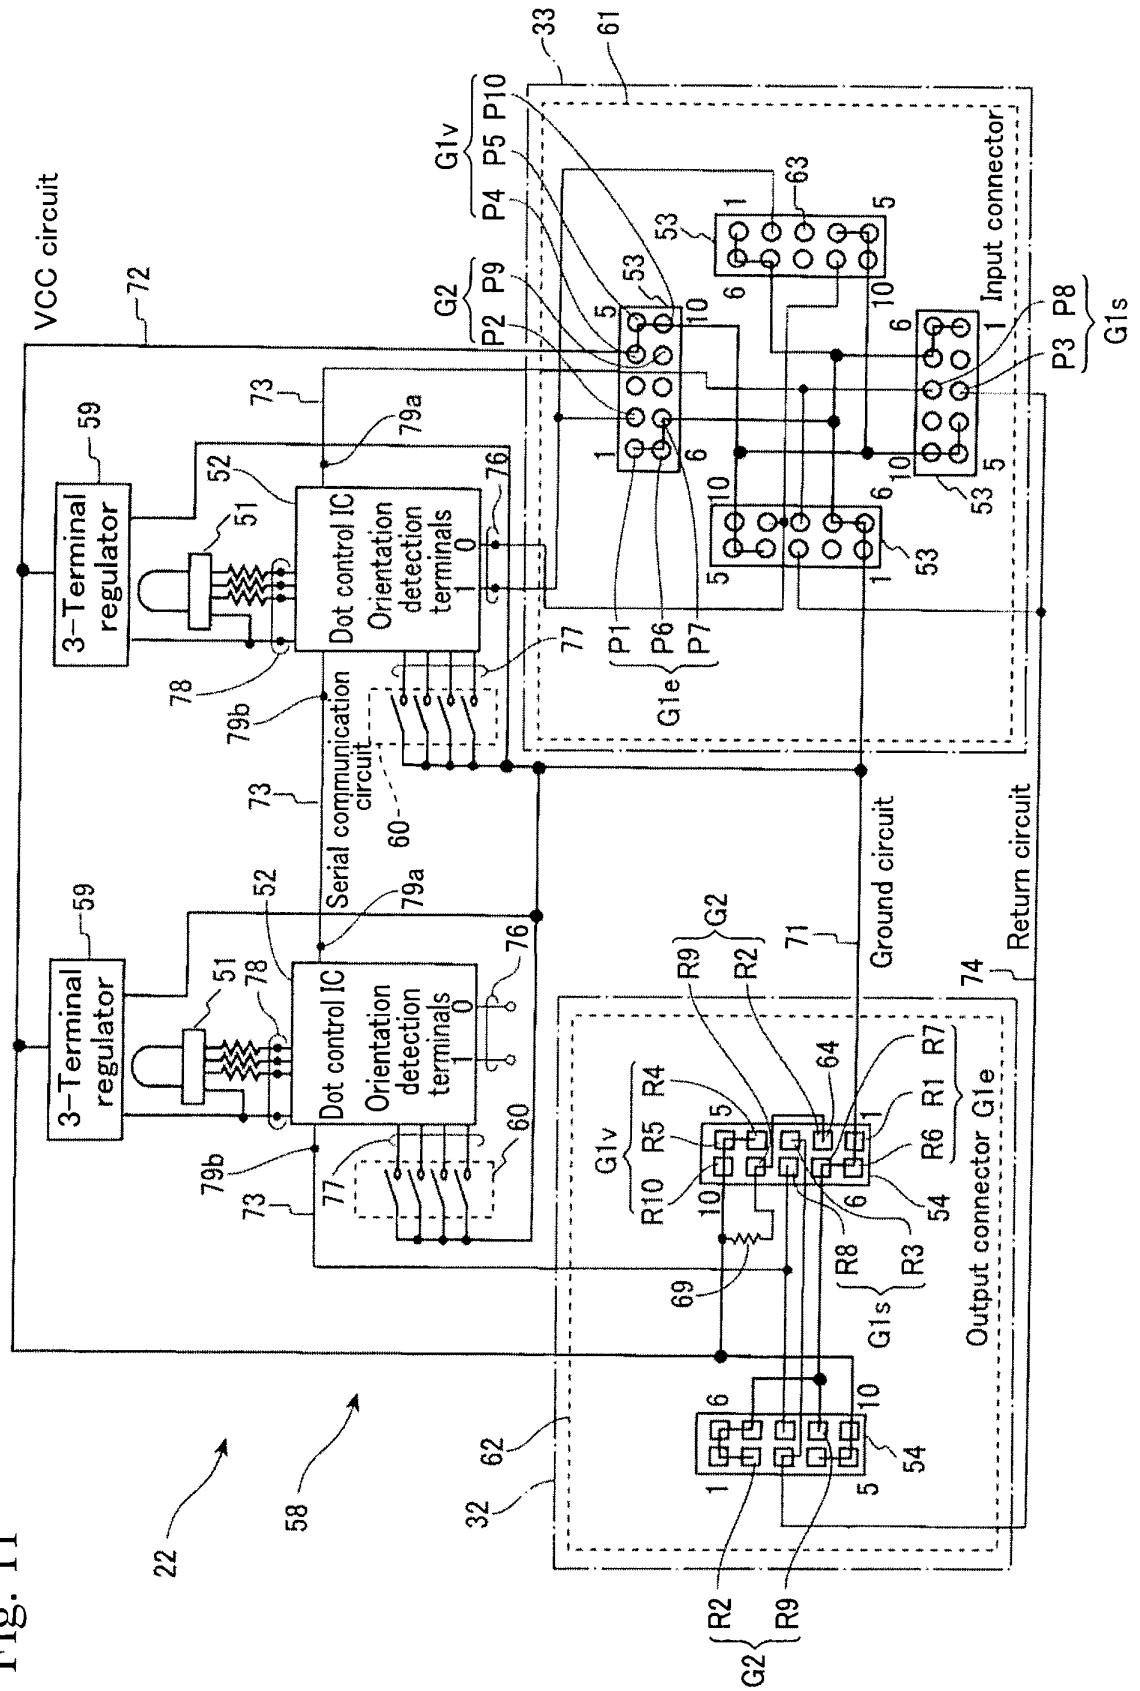 Fig. 11
22
58
VCC circuit
72
59
3-Terminal
regulator
51
78
52
Dot control IC
Orientation
detection
terminals
1
0
76
77
60
79b
79a
73
Serial communication
circuit
73
59
3-Terminal
regulator
51
78
52
Dot control IC
Orientation
detection
terminals
1
0
76
77
60
79b
79a
73
32
62
G2
R2
R9
1
6
5
10
54
69
G1v
R10
R5
R4
10
5
6
1
G2
R9
R2
64
54
G1s
R8
R3
R6
R1
R7
G1e
Output connector
71
Ground circuit
74
Return circuit
33
61
G1v
P4
P5
P10
G2
P2
P9
1
5
6
10
53
G1e
P1
P6
P7
53
1
6
5
10
63
5
10
1
6
53
10
5
6
1
53
G1s
P3
P8
Input connector